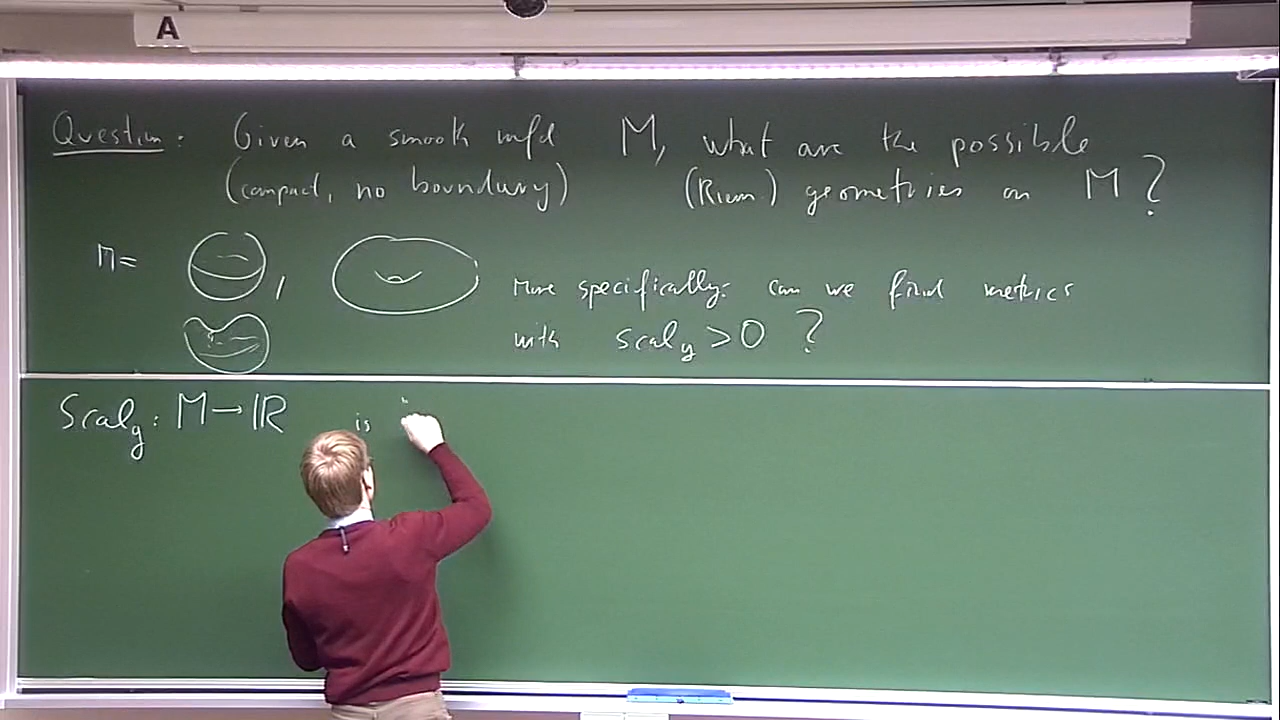 A
Question: Given a smooth mfd M, what are the possible
(compact, no boundary) (Riem) geometries on M?
M= , More specifically: can we find metrics
with scal_g > 0 ?
Scal_g: M → ℝ is "